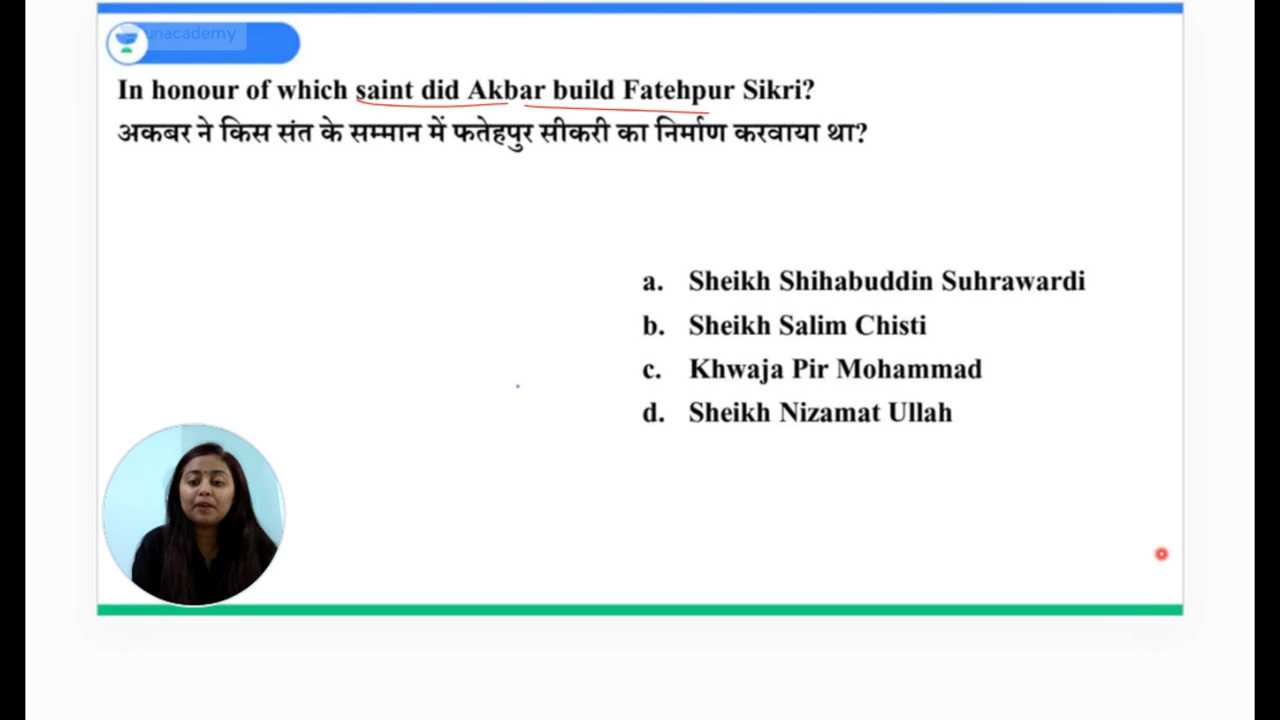 unacademy
In honour of which saint did Akbar build Fatehpur Sikri?
अकबर ने किस संत के सम्मान में फतेहपुर सीकरी का निर्माण करवाया था?
a. Sheikh Shihabuddin Suhrawardi
b. Sheikh Salim Chisti
c. Khwaja Pir Mohammad
d. Sheikh Nizamat Ullah